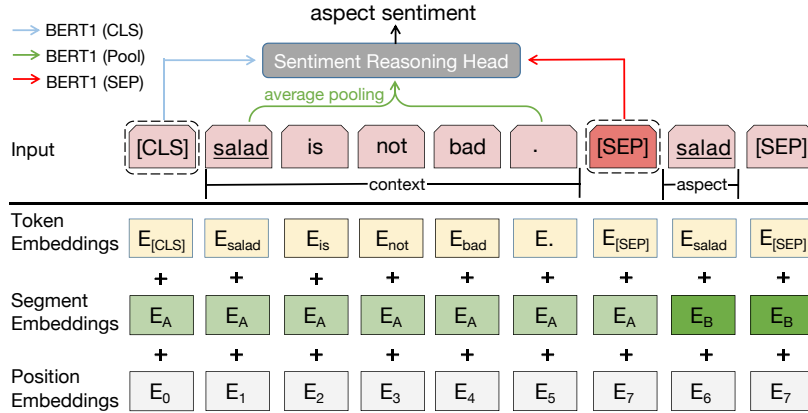 aspect sentiment
BERT1 (CLS)
BERT1 (Pool)
BERT1 (SEP)
Sentiment Reasoning Head
average pooling
Input [CLS] salad is not bad . [SEP] salad [SEP]
context aspect
Token Embeddings E[CLS] Esalad Eis Enot Ebad E. E[SEP] Esalad E[SEP]
+ + + + + + + + +
Segment Embeddings EA EA EA EA EA EA EA EB EB
+ + + + + + + + +
Position Embeddings E0 E1 E2 E3 E4 E5 E7 E6 E7